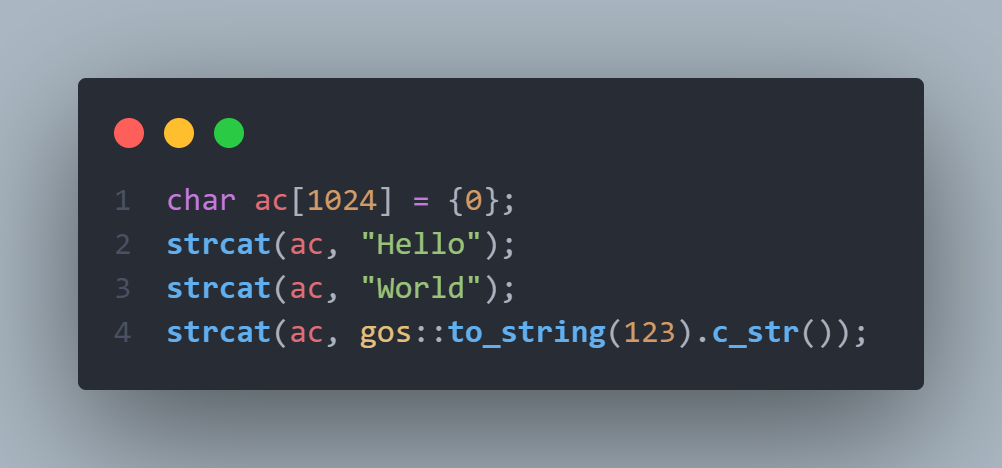 1 char ac[1024] = {0};
2 strcat(ac, "Hello");
3 strcat(ac, "World");
4 strcat(ac, gos::to_string(123).c_str());